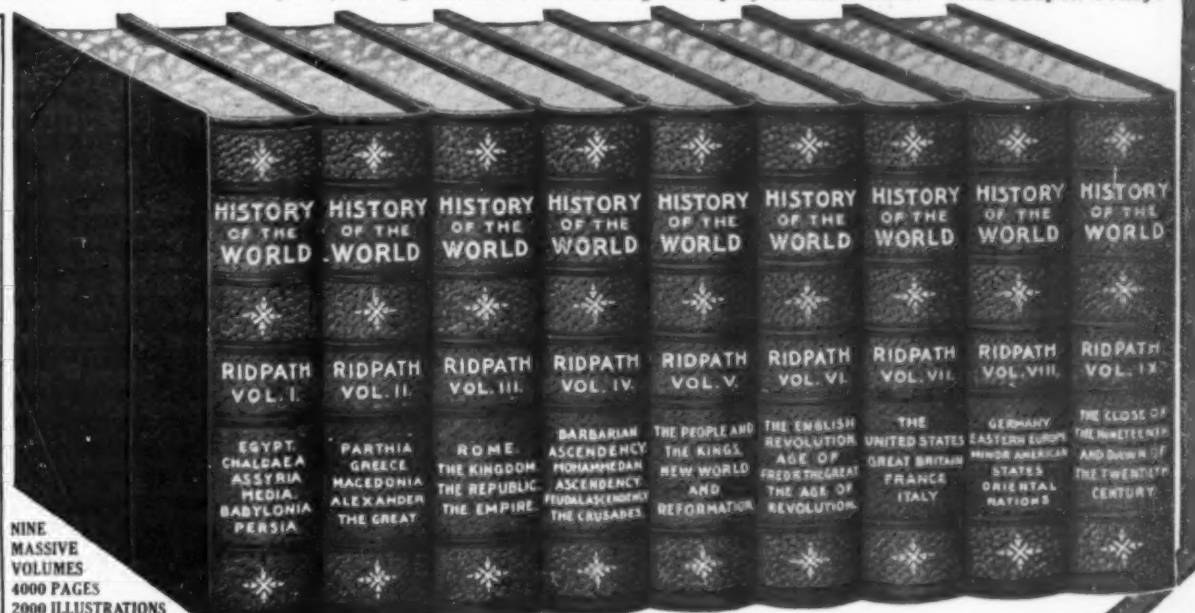 HISTORY
OF THE
WORLD
RIDPATH
VOL. I.
EGYPT.
CHALDAEA
ASSYRIA
MEDIA.
BABYLONIA
PERSIA
HISTORY
OF THE
WORLD
RIDPATH
VOL. II.
PARTHIA
GREECE
MACEDONIA
ALEXANDER
THE GREAT
HISTORY
OF THE
WORLD
RIDPATH
VOL. III.
ROME.
THE KINGDOM
THE REPUBLIC
THE EMPIRE
HISTORY
OF THE
WORLD
RIDPATH
VOL. IV.
BARBARIAN
ASCENDENCY
MOHAMMEDAN
ASCENDENCY
FEUDAL ASCENDENCY
THE CRUSADES
HISTORY
OF THE
WORLD
RIDPATH
VOL. V.
THE PEOPLE AND
THE KINGS.
NEW WORLD
AND
REFORMATION
HISTORY
OF THE
WORLD
RIDPATH
VOL. VI.
THE ENGLISH
REVOLUTION
AGE OF
FRED'K THE GREAT
THE AGE OF
REVOLUTION.
HISTORY
OF THE
WORLD
RIDPATH
VOL. VII.
THE
UNITED STATES
GREAT BRITAIN
FRANCE
ITALY
HISTORY
OF THE
WORLD
RIDPATH
VOL. VIII.
GERMANY
EASTERN EUROPE
MINOR AMERICAN
STATES
ORIENTAL
NATIONS
HISTORY
OF THE
WORLD
RIDPATH
VOL. IX.
THE CLOSE OF
THE NINETEENTH
AND DAWN OF
THE TWENTIETH
CENTURY
NINE
MASSIVE
VOLUMES
4000 PAGES
2000 ILLUSTRATIONS